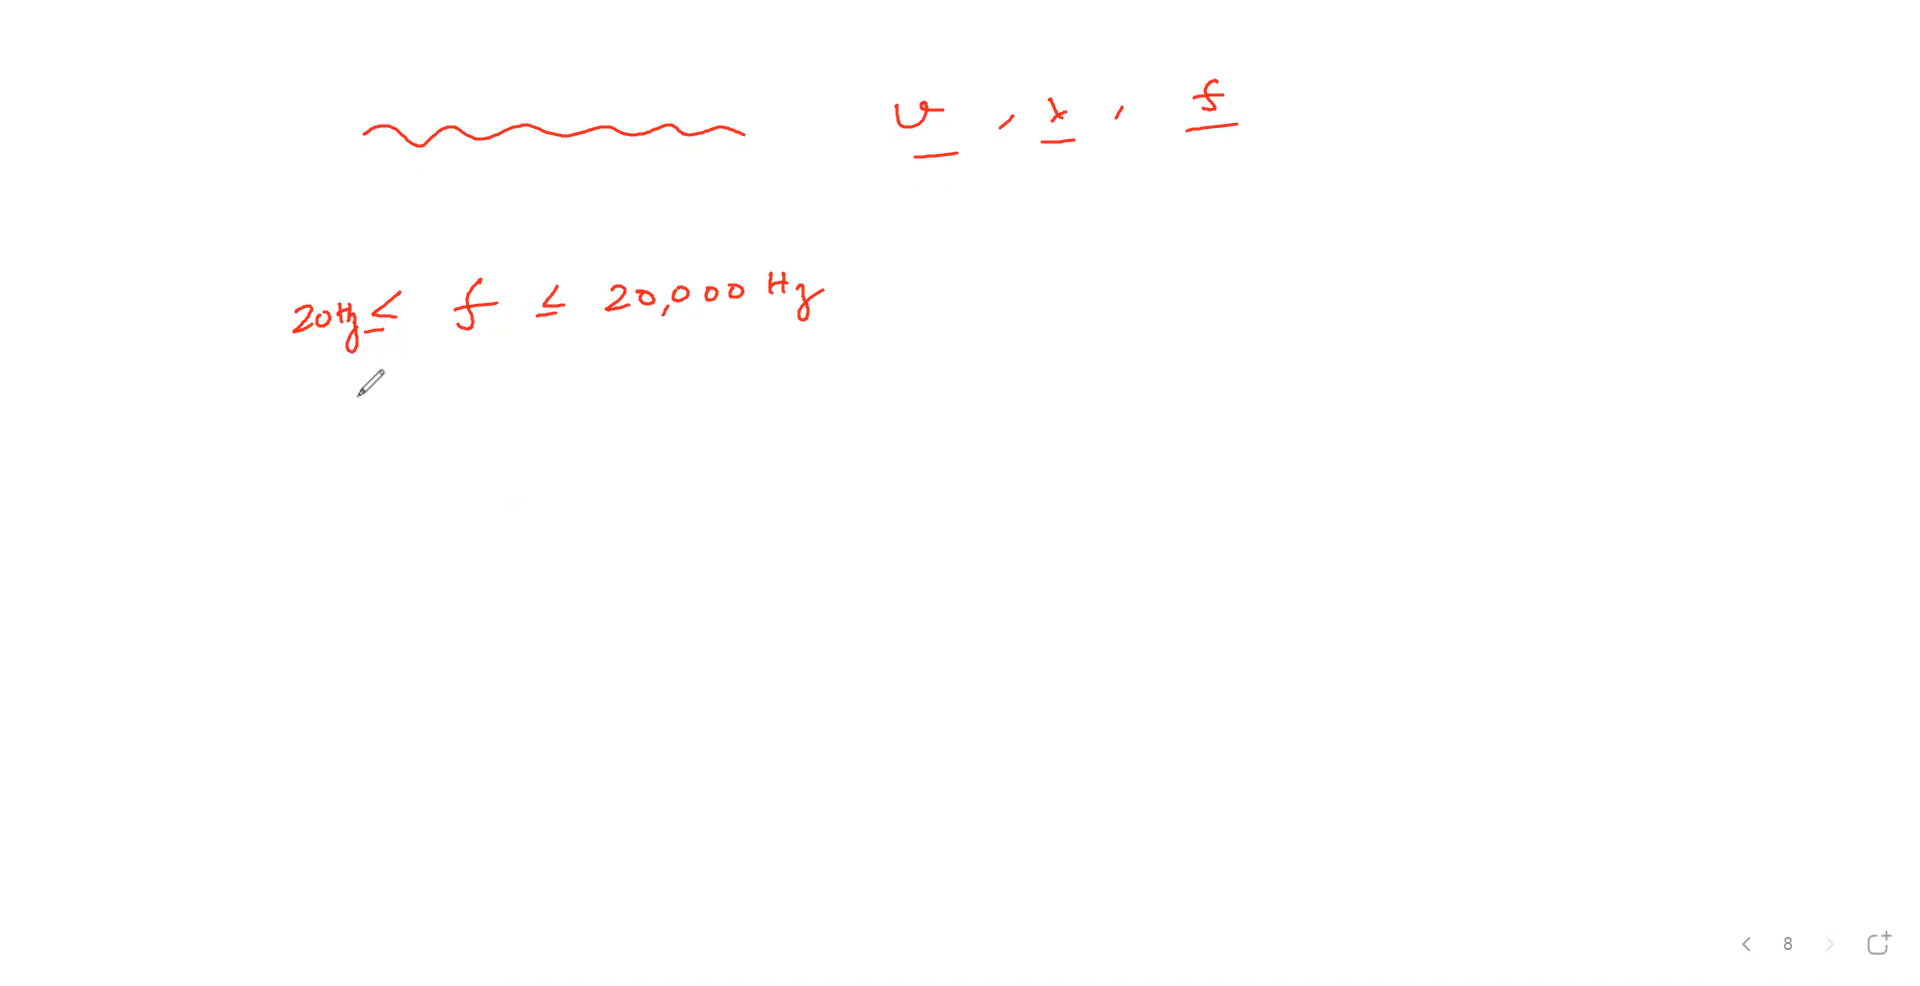 v , λ , f
20Hz ≤ f ≤ 20,000 Hz
8